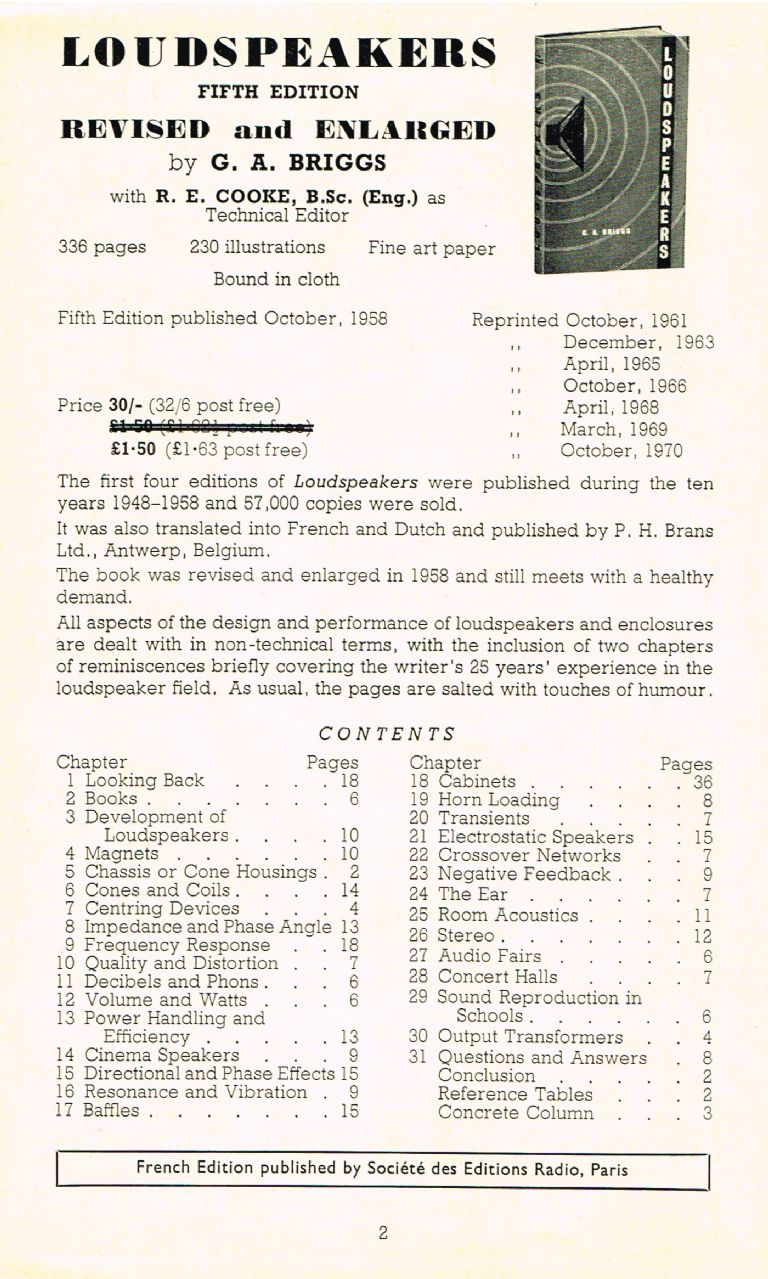 LOUDSPEAKERS
FIFTH EDITION
REVISED and ENLARGED
by G. A. BRIGGS
with R. E. COOKE, B.Sc. (Eng.) as
Technical Editor
336 pages 230 illustrations Fine art paper
Bound in cloth
LOUDSPEAKERS
G. A. BRIGGS
Fifth Edition published October, 1958
Reprinted October, 1961
,, December, 1963
,, April, 1965
,, October, 1966
,, April, 1968
,, March, 1969
,, October, 1970
Price 30/- (32/6 post free)
£1·50 (£1·62½ post free)
£1·50 (£1·63 post free)
The first four editions of Loudspeakers were published during the ten
years 1948–1958 and 57,000 copies were sold.
It was also translated into French and Dutch and published by P. H. Brans
Ltd., Antwerp, Belgium.
The book was revised and enlarged in 1958 and still meets with a healthy
demand.
All aspects of the design and performance of loudspeakers and enclosures
are dealt with in non-technical terms, with the inclusion of two chapters
of reminiscences briefly covering the writer's 25 years' experience in the
loudspeaker field. As usual, the pages are salted with touches of humour.
CONTENTS
Chapter Pages
1 Looking Back . . . . 18
2 Books . . . . . . . 6
3 Development of
Loudspeakers . . . . 10
4 Magnets . . . . . . 10
5 Chassis or Cone Housings . 2
6 Cones and Coils . . . . 14
7 Centring Devices . . . 4
8 Impedance and Phase Angle 13
9 Frequency Response . . 18
10 Quality and Distortion . . 7
11 Decibels and Phons . . . 6
12 Volume and Watts . . . 6
13 Power Handling and
Efficiency . . . . . 13
14 Cinema Speakers . . . 9
15 Directional and Phase Effects 15
16 Resonance and Vibration . 9
17 Baffles . . . . . . . 15
Chapter Pages
18 Cabinets . . . . . . 36
19 Horn Loading . . . . 8
20 Transients . . . . . 7
21 Electrostatic Speakers . . 15
22 Crossover Networks . . 7
23 Negative Feedback . . . 9
24 The Ear . . . . . . 7
25 Room Acoustics . . . . 11
26 Stereo . . . . . . . 12
27 Audio Fairs . . . . . 6
28 Concert Halls . . . . 7
29 Sound Reproduction in
Schools . . . . . . 6
30 Output Transformers . . 4
31 Questions and Answers . 8
Conclusion . . . . . 2
Reference Tables . . . 2
Concrete Column . . . 3
French Edition published by Société des Editions Radio, Paris
2